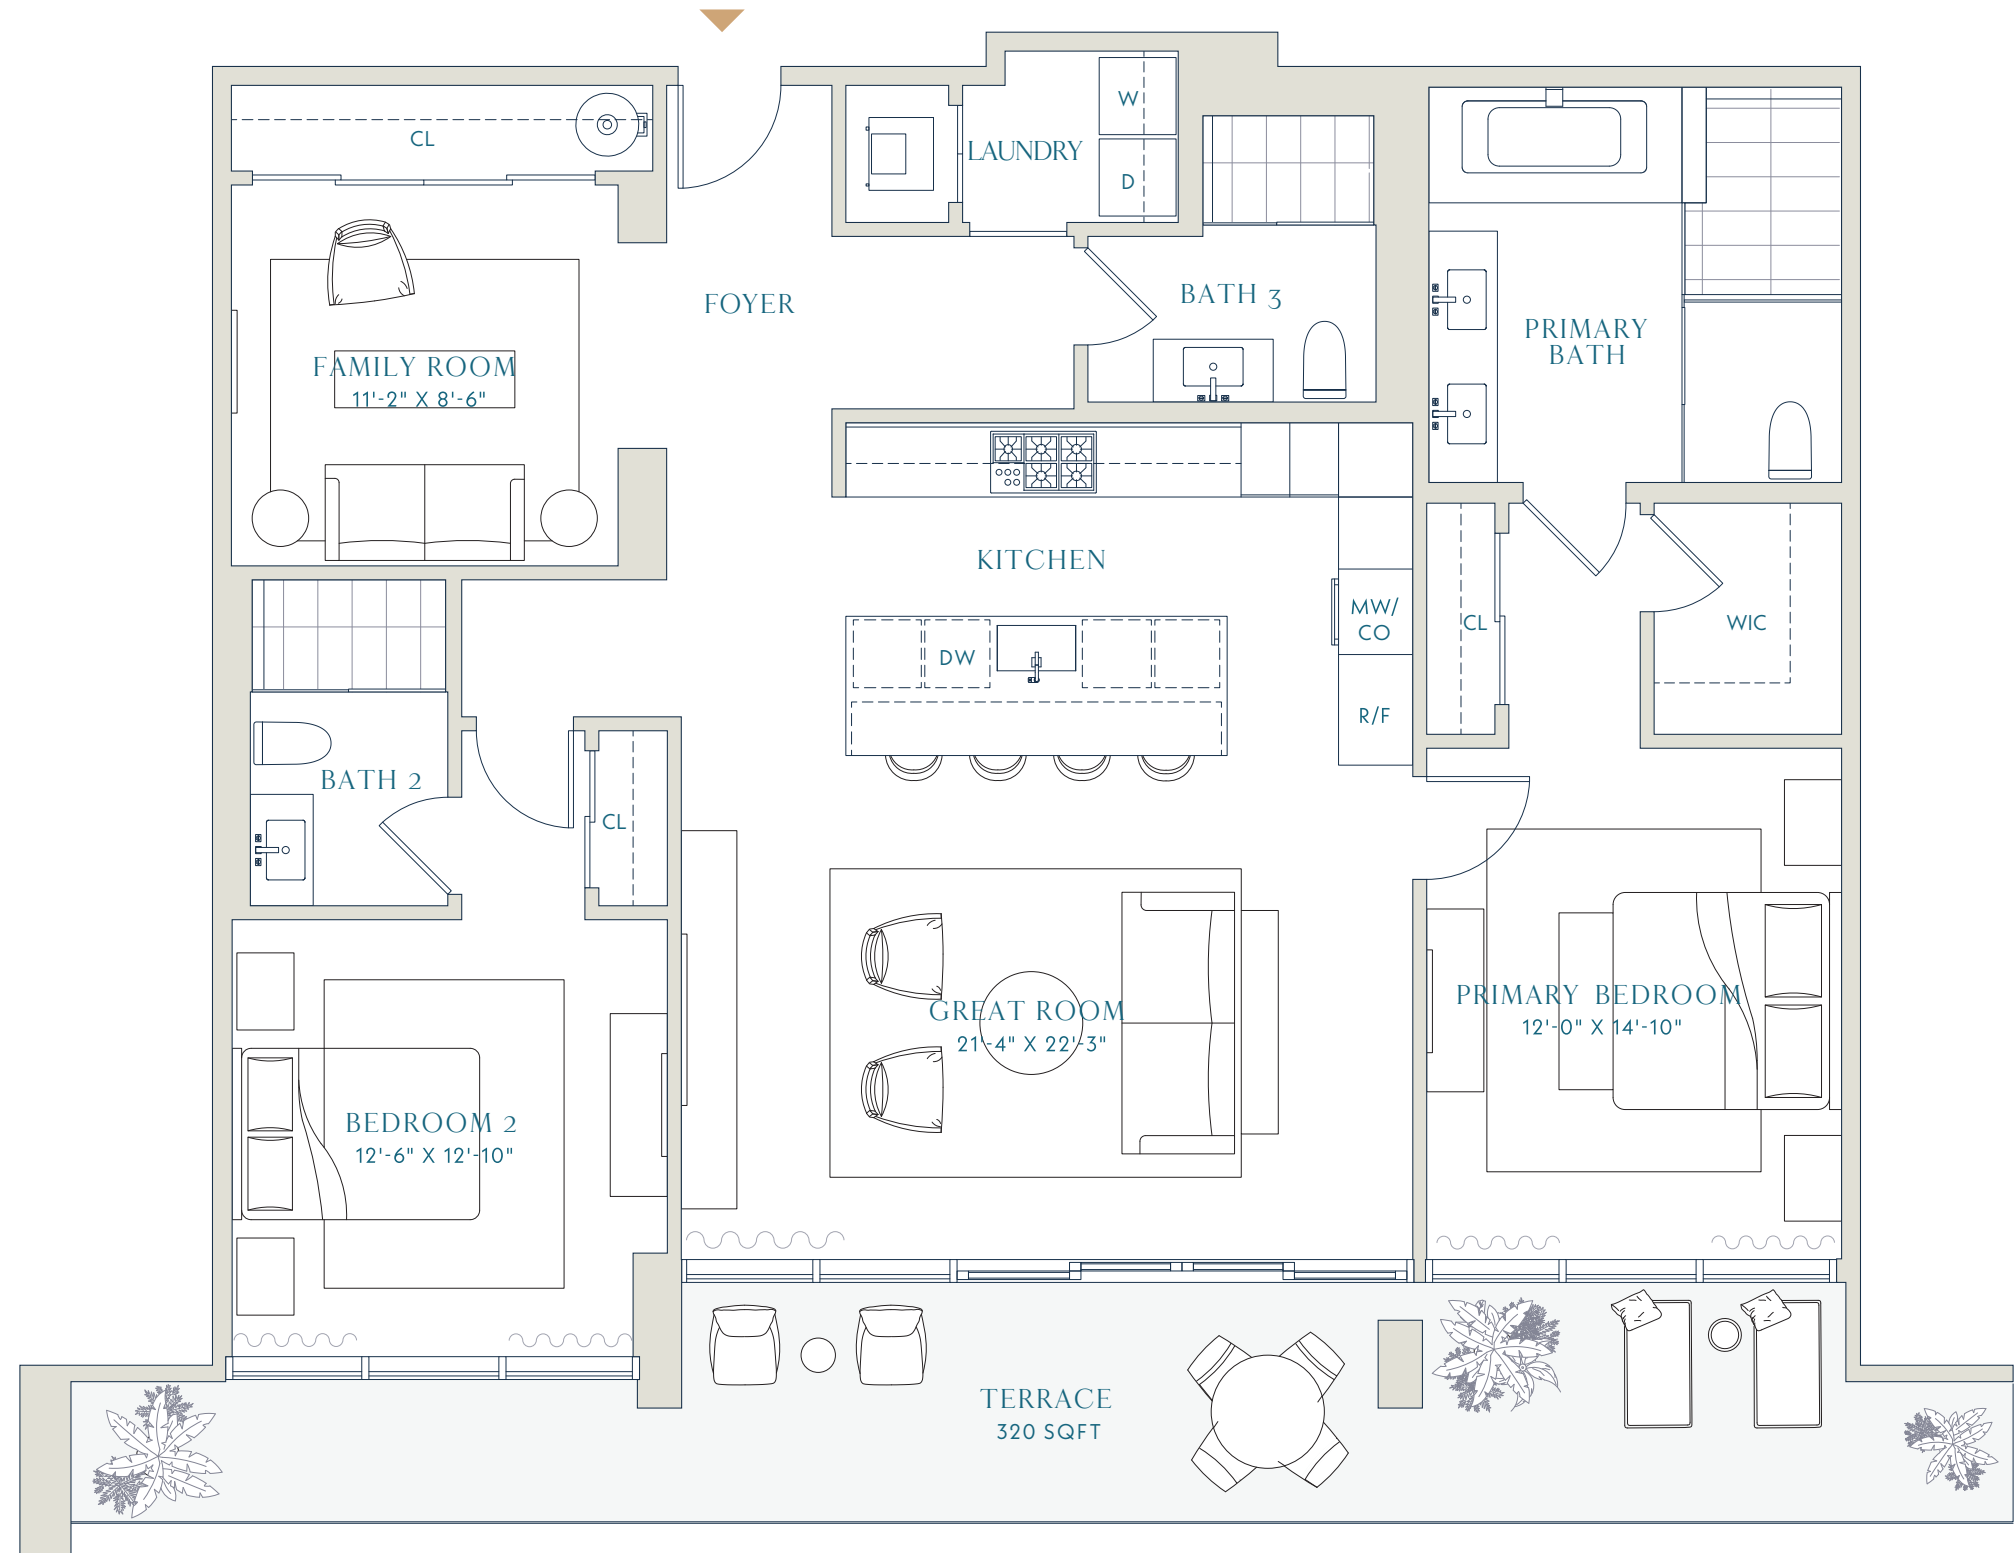 W
CL
LAUNDRY
D
FOYER
BATH 3
PRIMARY
BATH
FAMILY ROOM
11'-2" X 8'-6"
KITCHEN
MW/
CO
CL
WIC
DW
R/F
BATH 2
CL
PRIMARY BEDROOM
12'-0" X 14'-10"
GREAT ROOM
21'-4" X 22'-3"
BEDROOM 2
12'-6" X 12'-10"
TERRACE
320 SQFT